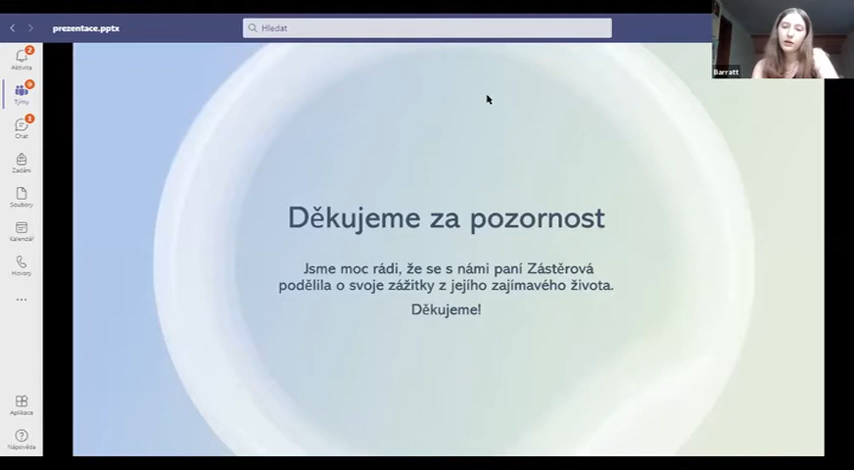 prezentace.pptx
Hledat
Barratt
2
Aktivita
Týmy
Chat
Zadání
Soubory
Kalendář
Hovory
Aplikace
Nápověda
Děkujeme za pozornost
Jsme moc rádi, že se s námi paní Zástěrová
podělila o svoje zážitky z jejího zajímavého života.
Děkujeme!